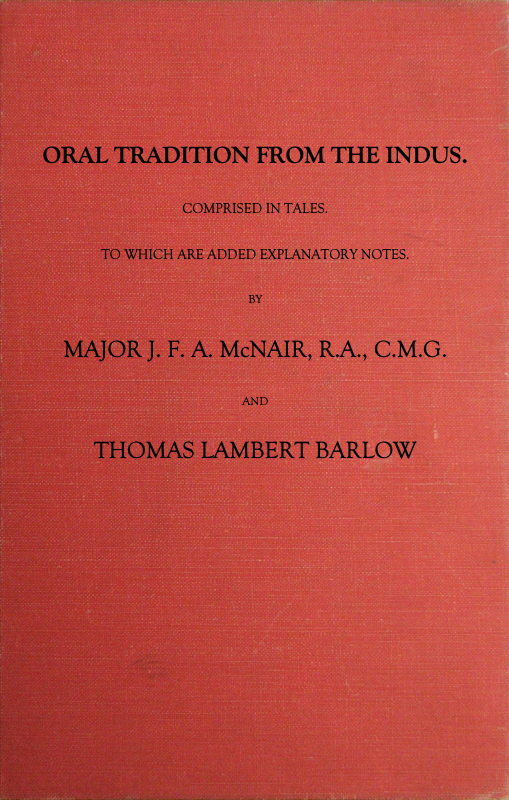 ORAL TRADITION FROM THE INDUS.
COMPRISED IN TALES.
TO WHICH ARE ADDED EXPLANATORY NOTES.
BY
MAJOR J. F. A. McNAIR, R.A., C.M.G.
AND
THOMAS LAMBERT BARLOW